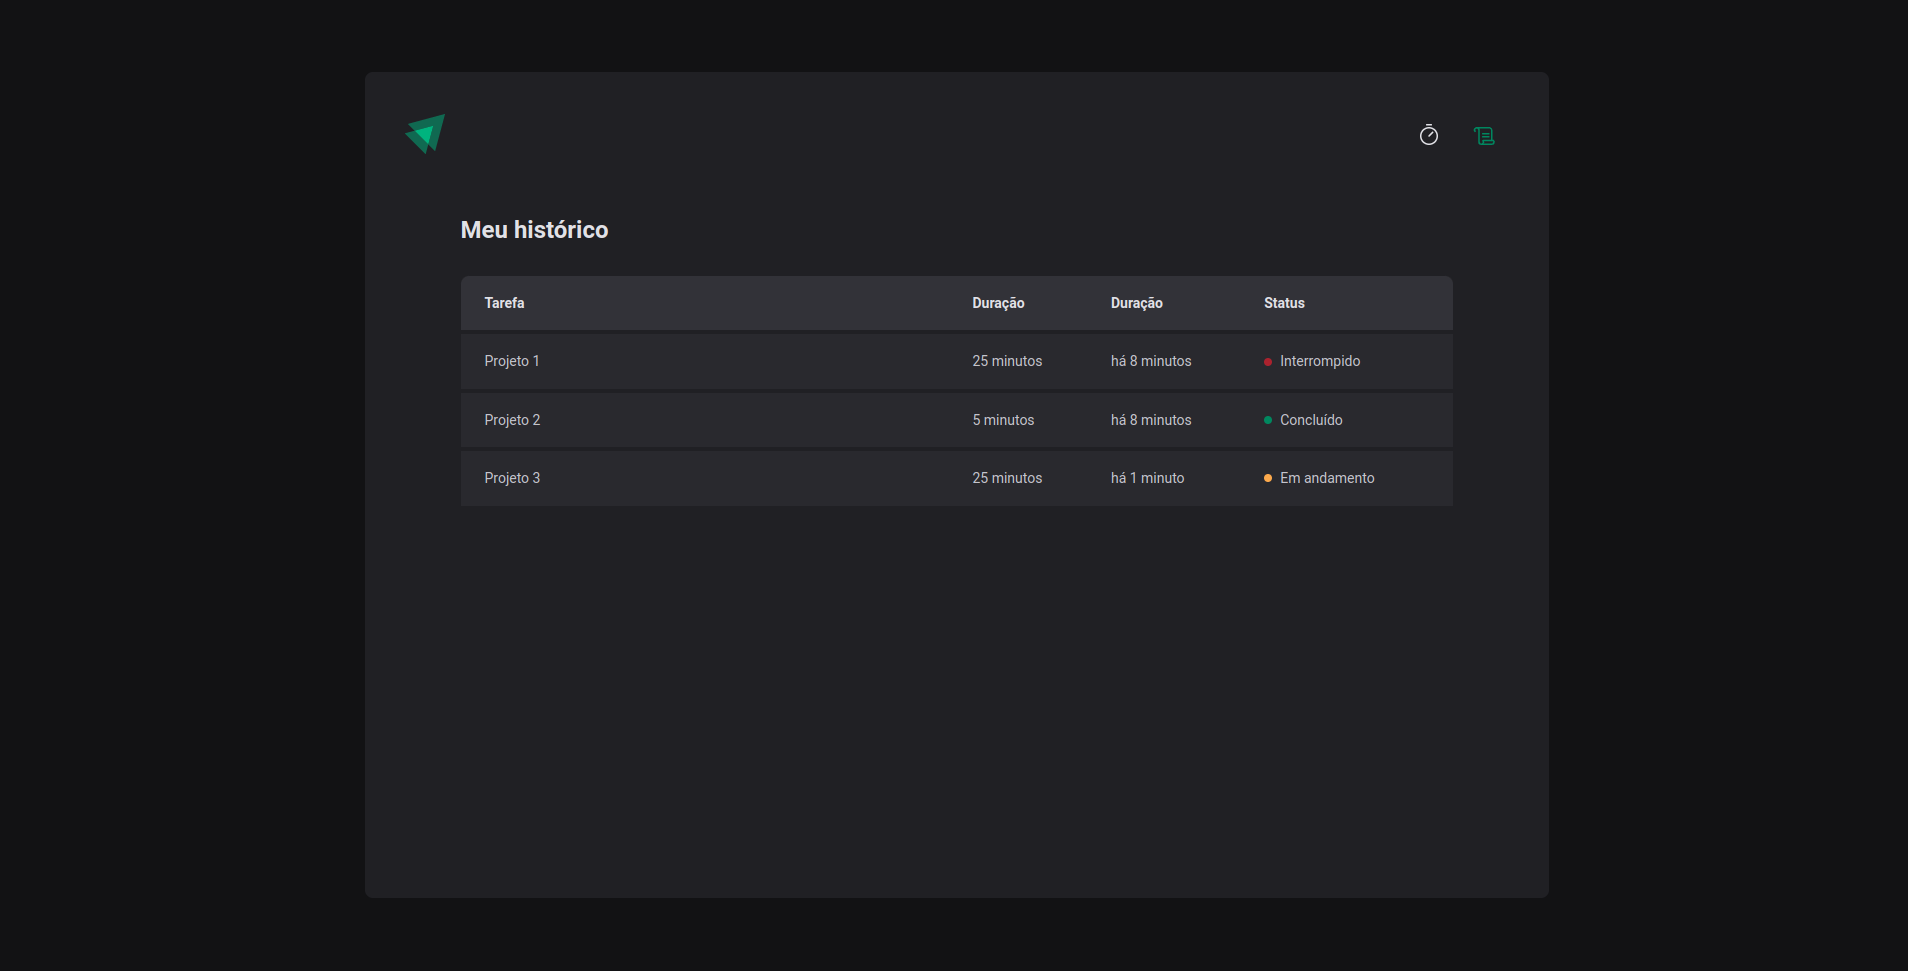 Meu histórico
Tarefa Duração Duração Status
Projeto 1 25 minutos há 8 minutos Interrompido
Projeto 2 5 minutos há 8 minutos Concluído
Projeto 3 25 minutos há 1 minuto Em andamento